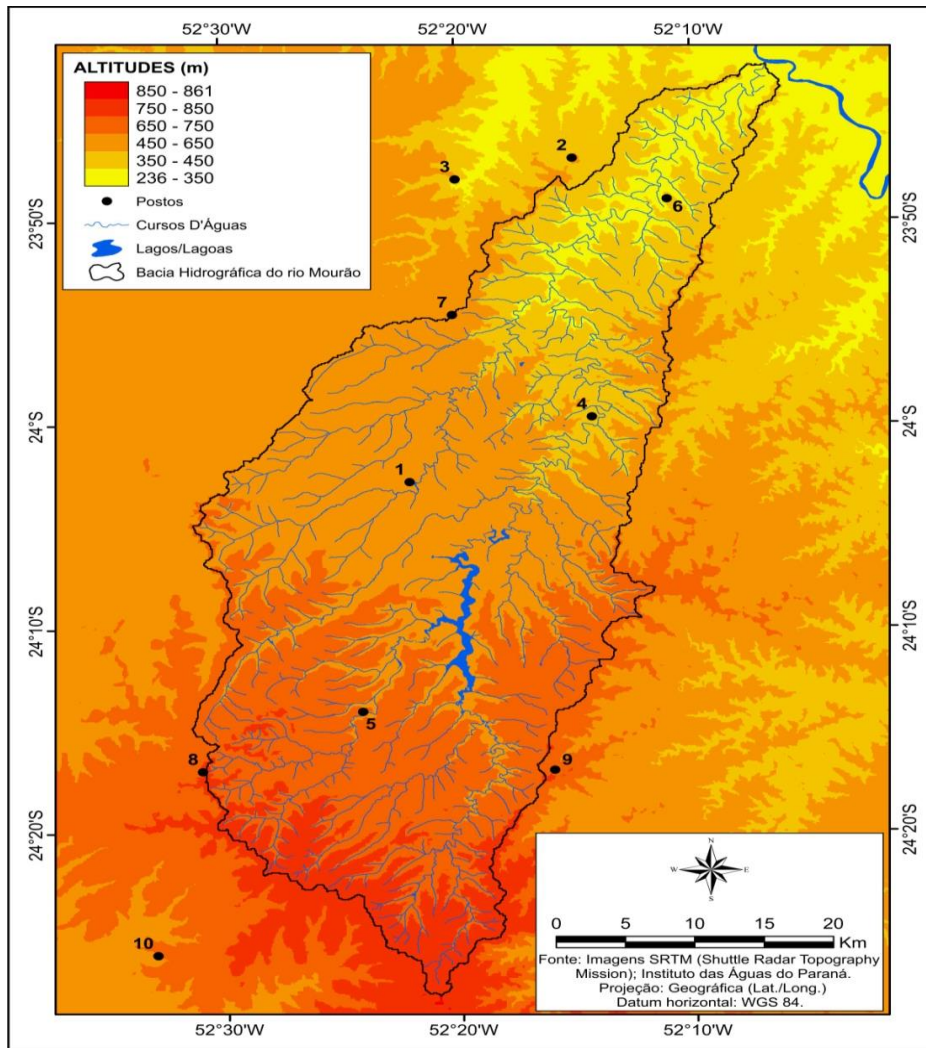 52°30'W 52°20'W 52°10'W
ALTITUDES (m)
850 - 861
750 - 850
650 - 750
450 - 650
350 - 450
236 - 350
Postos
Cursos D'Águas
Lagos/Lagoas
Bacia Hidrográfica do rio Mourão
2
3
6
23°50'S 23°50'S
7
4
24°S 24°S
1
24°10'S 24°10'S
5
8
9
24°20'S 24°20'S
10
N
W E
S
0 5 10 15 20
Km
Fonte: Imagens SRTM (Shuttle Radar Topography
Mission); Instituto das Águas do Paraná.
Projeção: Geográfica (Lat./Long.)
Datum horizontal: WGS 84.
52°30'W 52°20'W 52°10'W